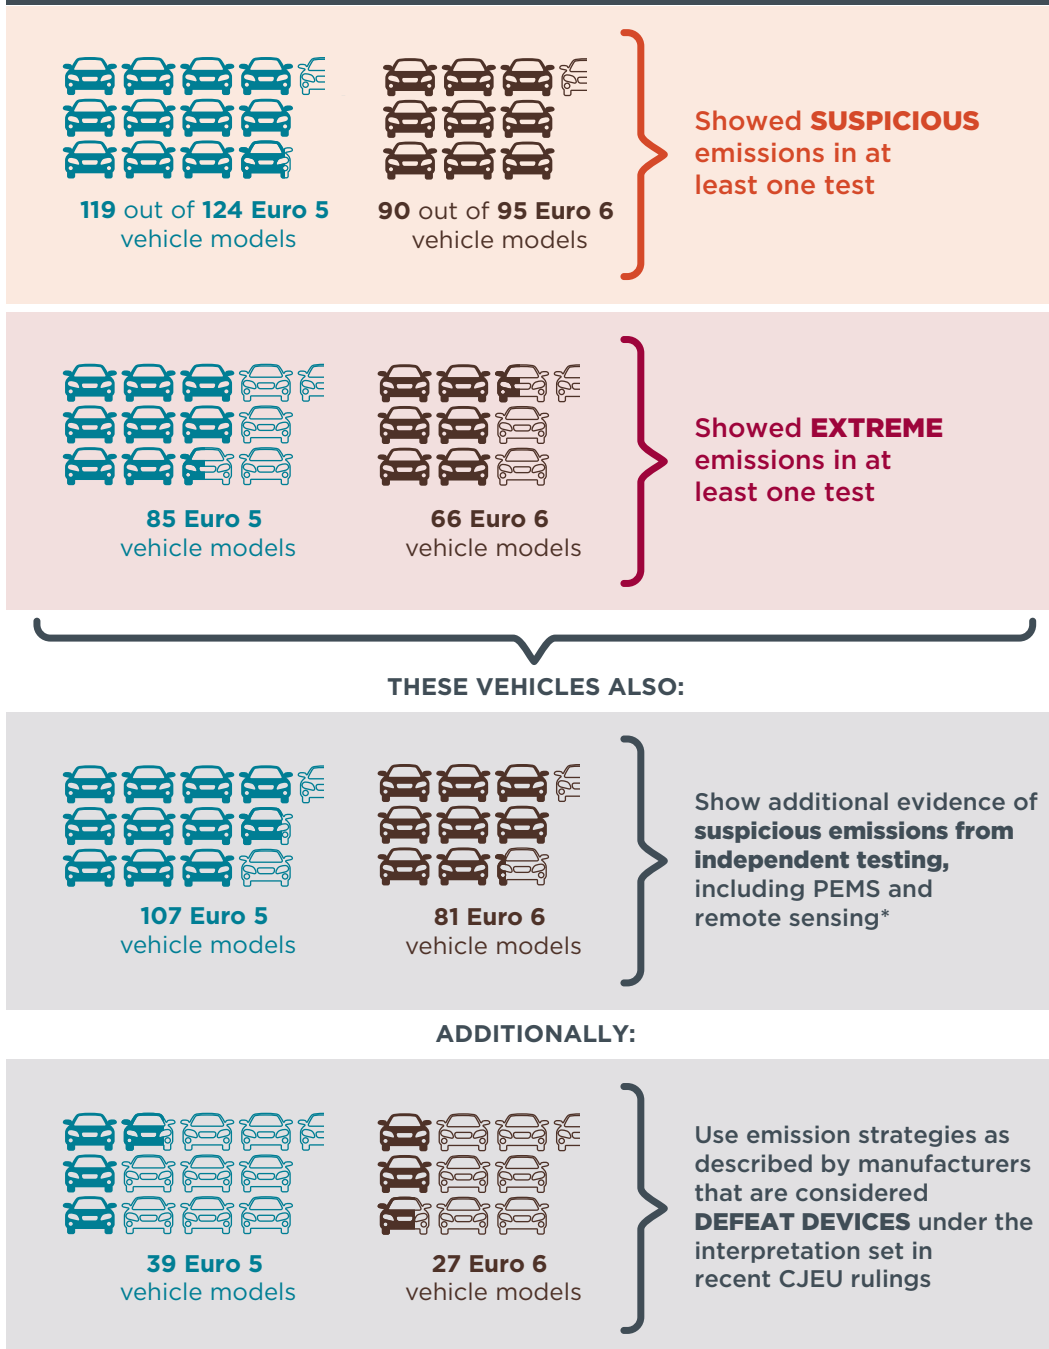 119 out of 124 Euro 5
vehicle models
90 out of 95 Euro 6
vehicle models
Showed SUSPICIOUS
emissions in at
least one test
85 Euro 5
vehicle models
66 Euro 6
vehicle models
Showed EXTREME
emissions in at
least one test
THESE VEHICLES ALSO:
107 Euro 5
vehicle models
81 Euro 6
vehicle models
Show additional evidence of
suspicious emissions from
independent testing,
including PEMS and
remote sensing*
ADDITIONALLY:
39 Euro 5
vehicle models
27 Euro 6
vehicle models
Use emission strategies as
described by manufacturers
that are considered
DEFEAT DEVICES under the
interpretation set in
recent CJEU rulings